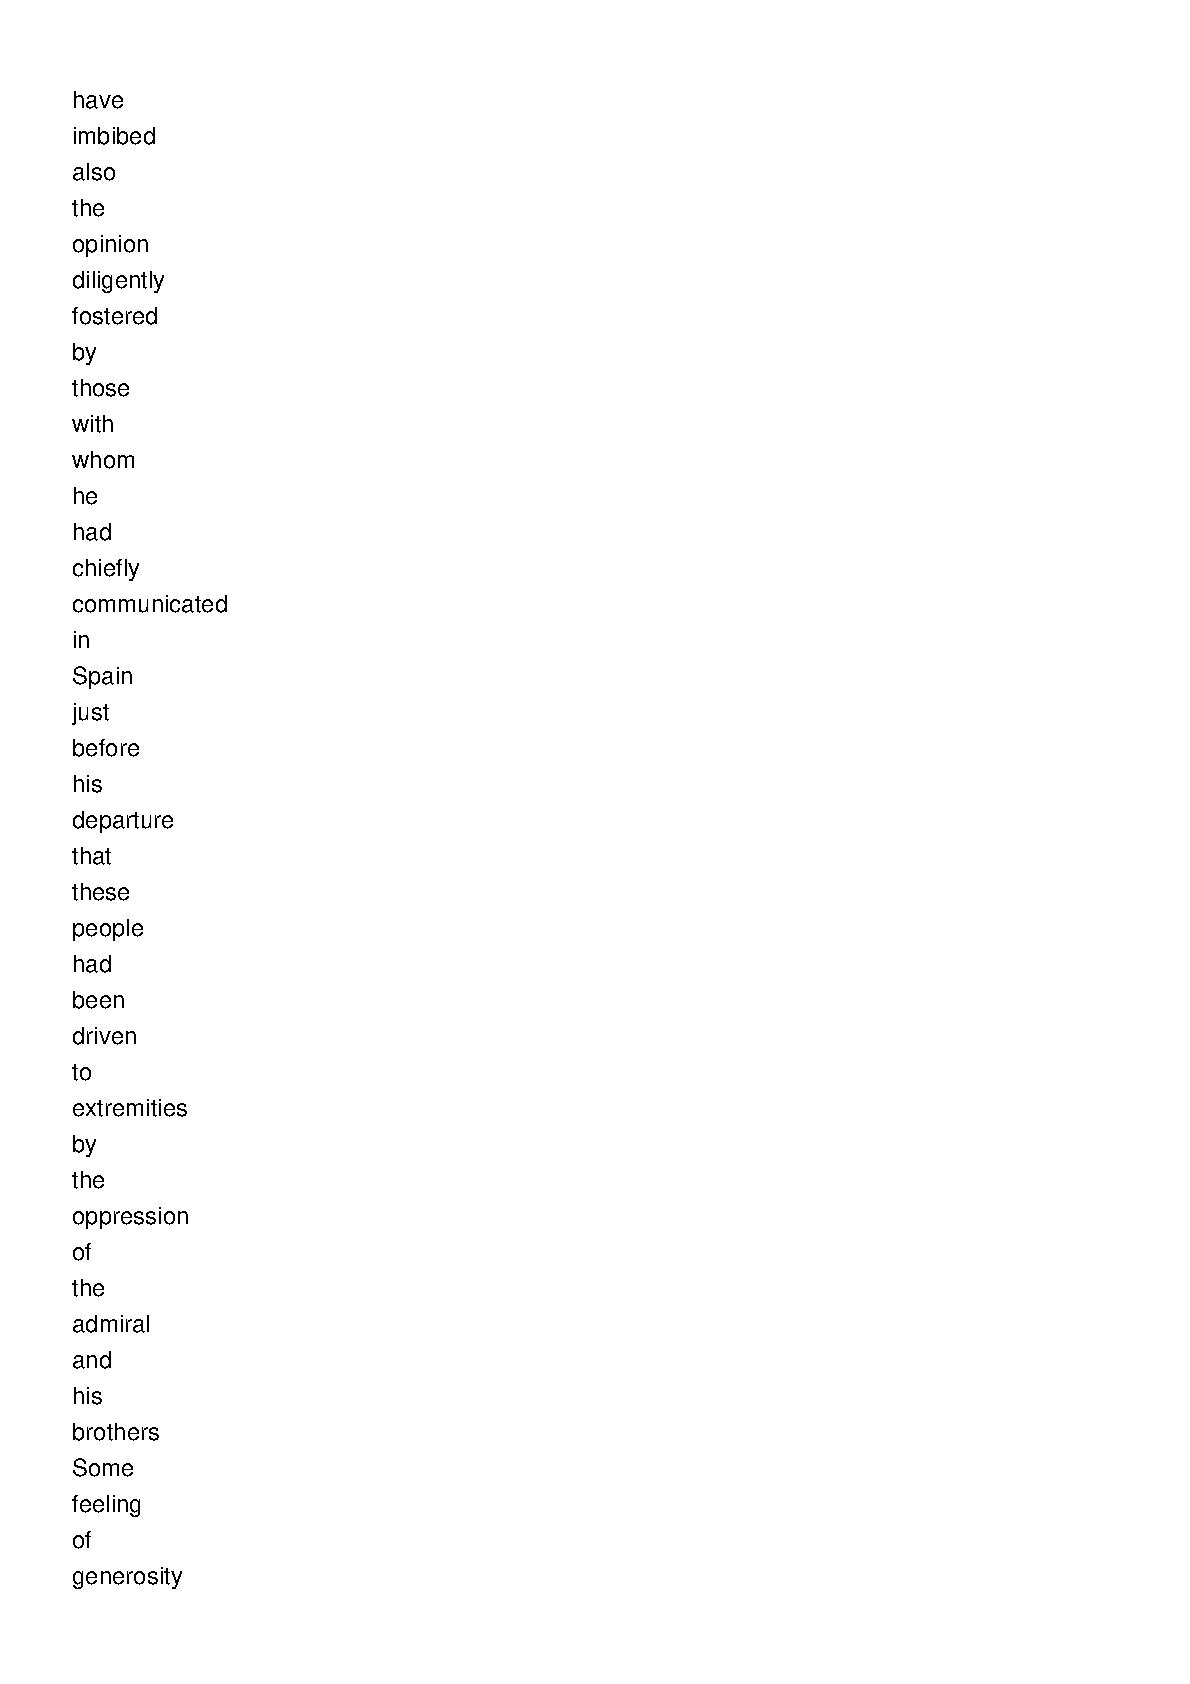 have
imbibed
also
the
opinion
diligently
fostered
by
those
with
whom
he
had
chiefly
communicated
in
Spain
just
before
his
departure
that
these
people
had
been
driven
to
extremities
by
the
oppression
of
the
admiral
and
his
brothers
Some
feeling
of
generosity